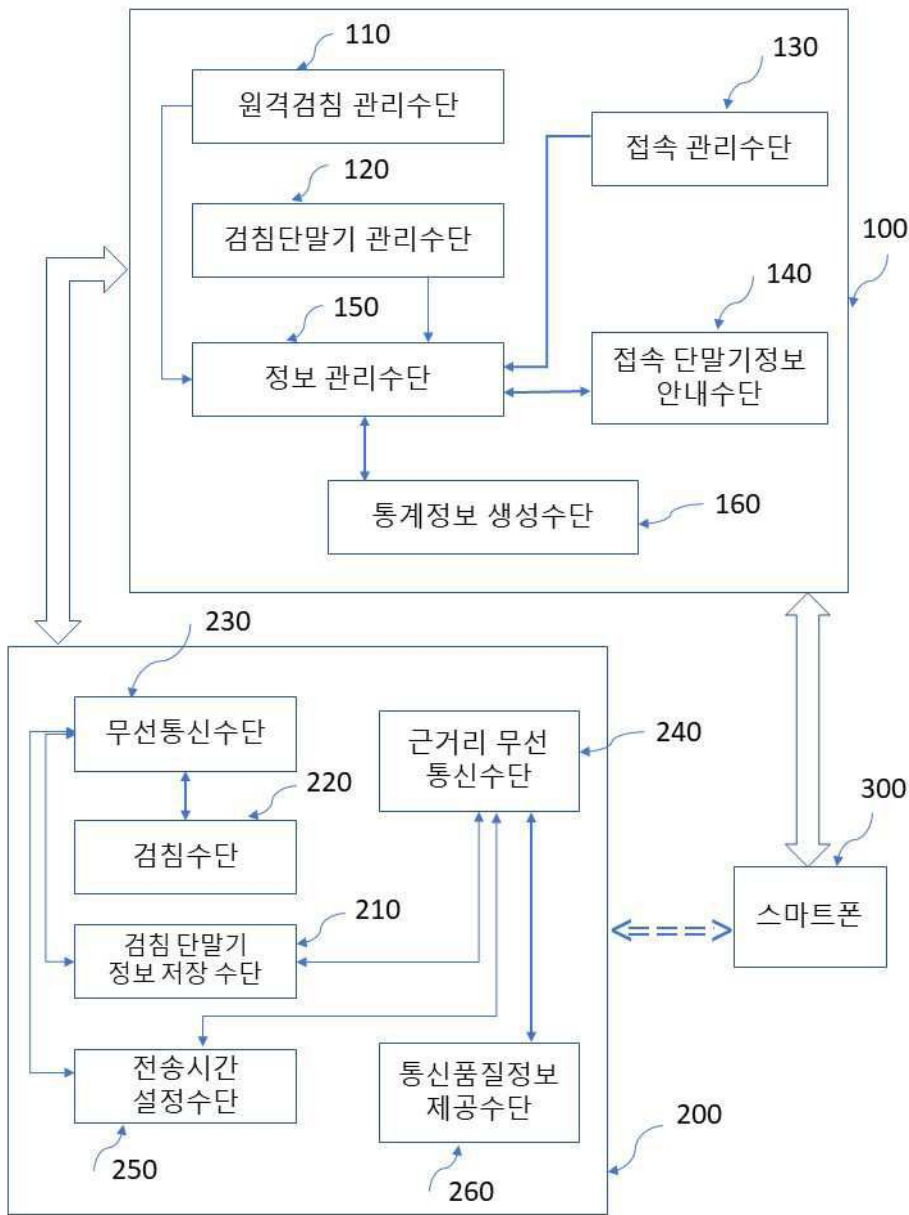 110
원격검침 관리수단
130
접속 관리수단
120
검침단말기 관리수단
100
140
150
정보 관리수단
접속 단말기정보
안내수단
통계정보 생성수단
160
230
무선통신수단
근거리 무선
통신수단
240
220
검침수단
300
스마트폰
210
검침 단말기
정보 저장 수단
전송시간
설정수단
통신품질정보
제공수단
200
250
260